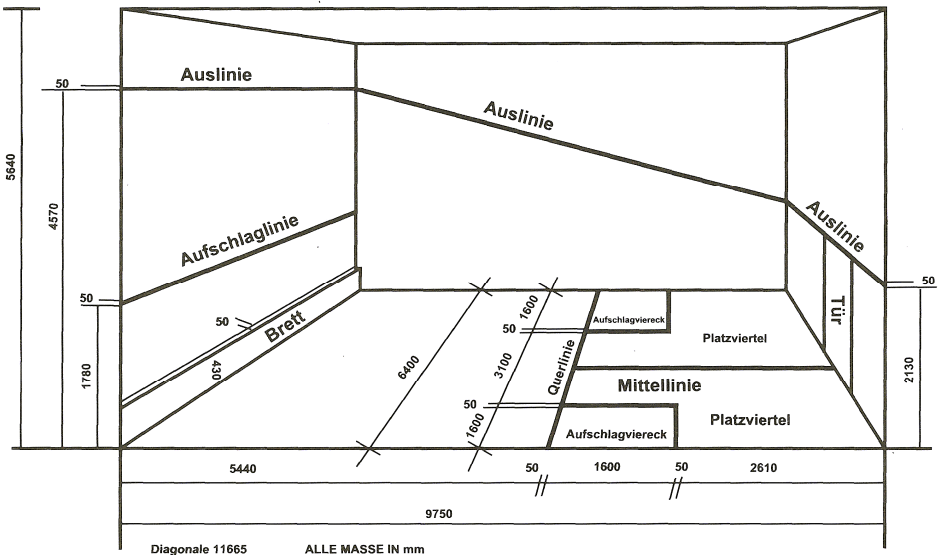 Auslinie
50
Auslinie
5640
4570
Auslinie
Aufschlaglinie
50
50
50
1600
Aufschlagviereck
Tür
Brett
50
Platzviertel
430
6400
3100
Querlinie
1780
2130
Mittellinie
50
1600
Aufschlagviereck
Platzviertel
5440 50 1600 50 2610
9750
Diagonale 11665 ALLE MASSE IN mm